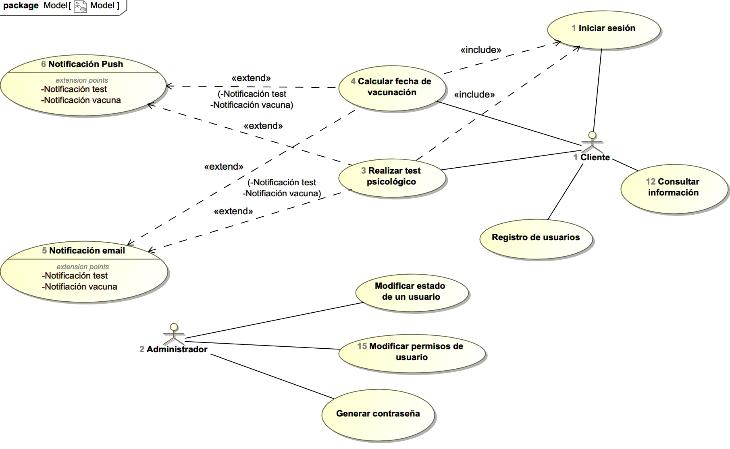 package Model[ Model ]
1 Iniciar sesión
«include»
6 Notificación Push
extension points
-Notificación test
-Notificación vacuna
«extend»
(-Notificación test
-Notificación vacuna)
4 Calcular fecha de
vacunación
«include»
«extend»
1 Cliente
«extend»
3 Realizar test
psicológico
(-Notificación test
-Notifiación vacuna)
12 Consultar
información
«extend»
Registro de usuarios
5 Notificación email
extension points
-Notificación test
-Notifiación vacuna
Modificar estado
de un usuario
2 Administrador
15 Modificar permisos de
usuario
Generar contraseña